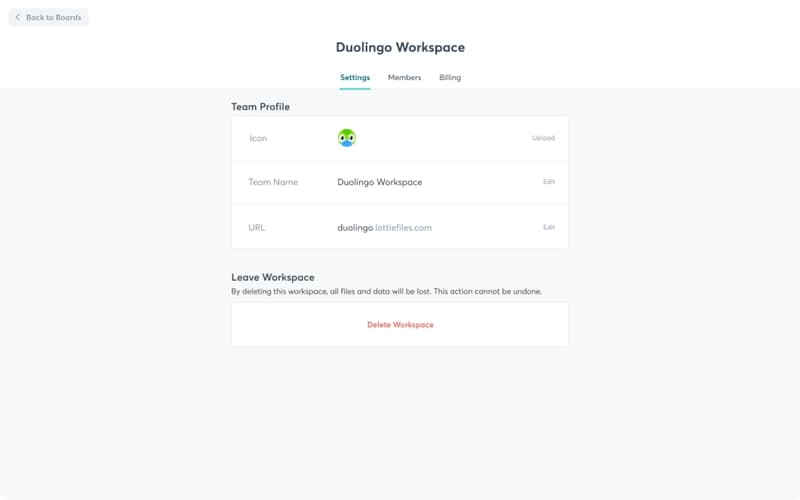 Back to Boards
Duolingo Workspace
Settings Members Billing
Team Profile
Icon Upload
Team Name Duolingo Workspace Edit
URL duolingo.lottiefiles.com Edit
Leave Workspace
By deleting this workspace, all files and data will be lost. This action cannot be undone.
Delete Workspace